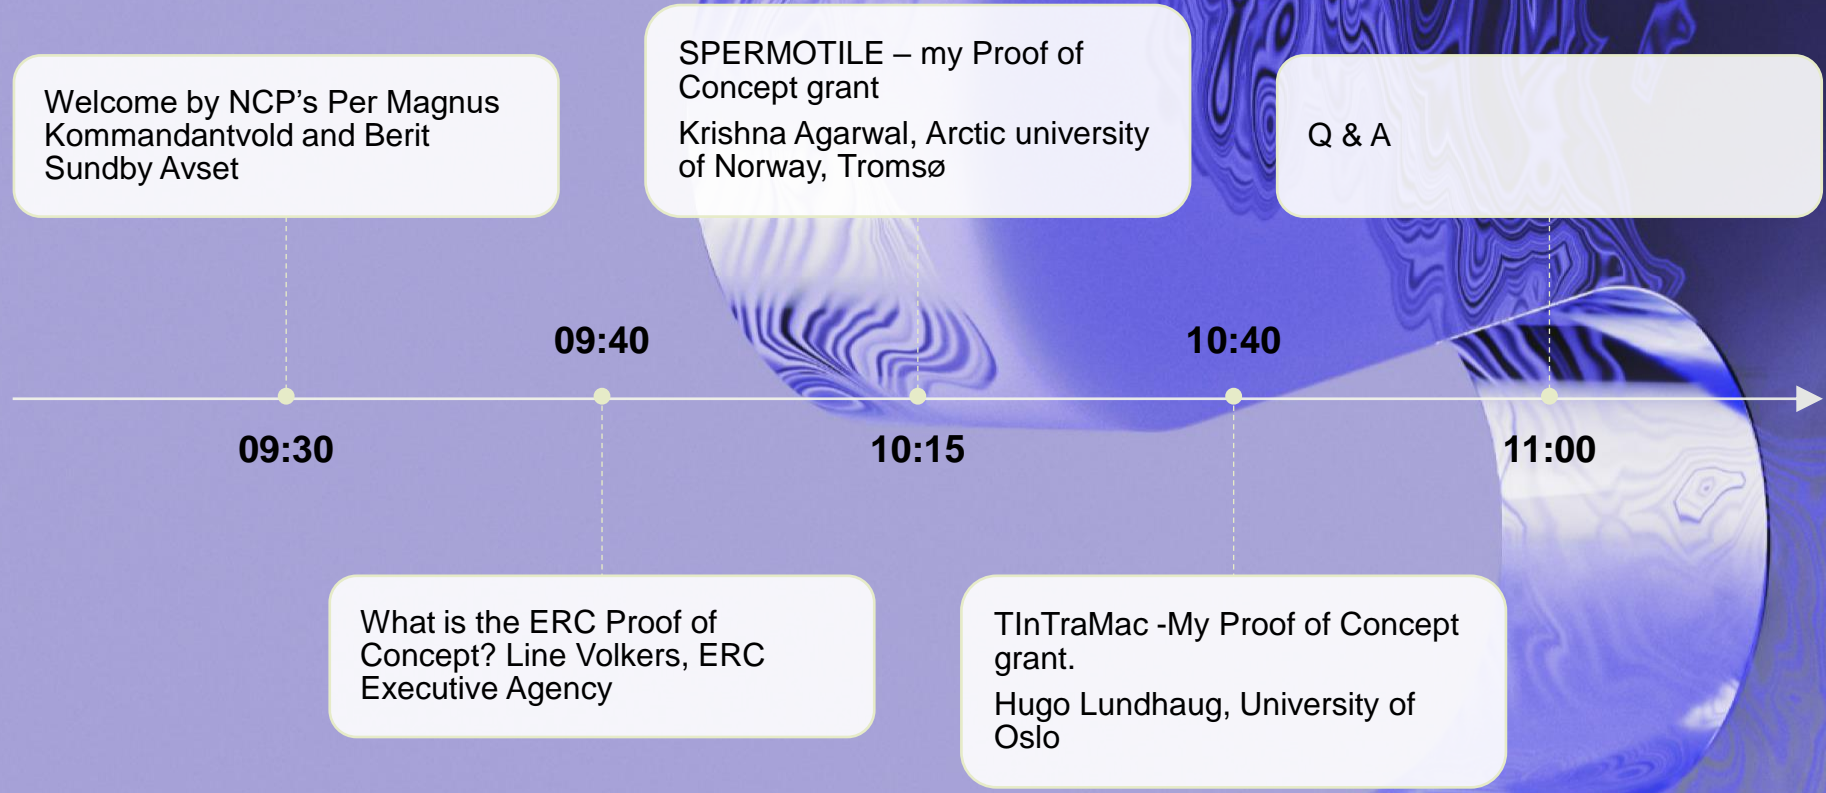 Welcome by NCP’s Per Magnus
Kommandantvold and Berit
Sundby Avset
09:30
09:40
What is the ERC Proof of
Concept? Line Volkers, ERC
Executive Agency
SPERMOTILE – my Proof of
Concept grant
Krishna Agarwal, Arctic university
of Norway, Tromsø
10:15
10:40
TInTraMac -My Proof of Concept
grant.
Hugo Lundhaug, University of
Oslo
Q & A
11:00